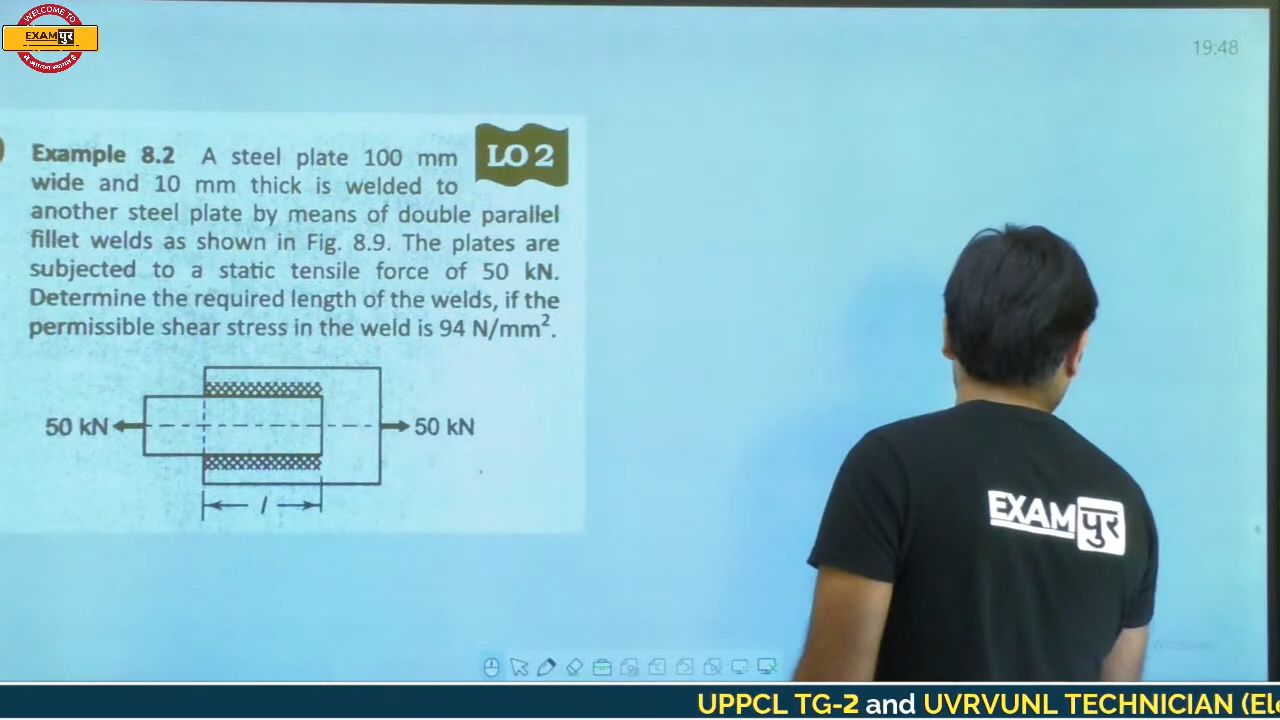 WELCOME TO
EXAMपुर
19:48
Example 8.2 A steel plate 100 mm
LO 2
wide and 10 mm thick is welded to
another steel plate by means of double parallel
fillet welds as shown in Fig. 8.9. The plates are
subjected to a static tensile force of 50 kN.
Determine the required length of the welds, if the
permissible shear stress in the weld is 94 N/mm².
50 kN
50 kN
l
EXAMपुर
UPPCL TG-2 and UVRVUNL TECHNICIAN (Ele